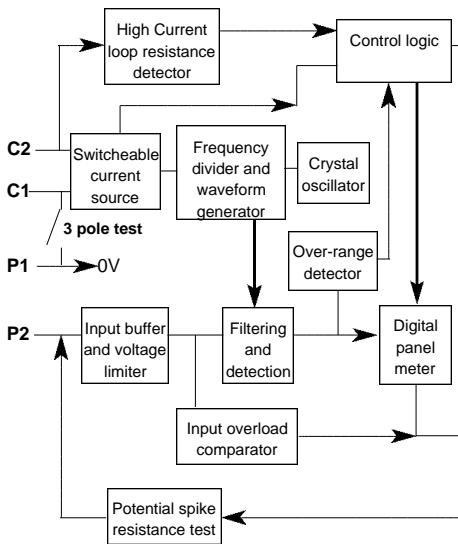 High Current
loop resistance
detector
Control logic
C2
Switcheable
current
source
Frequency
divider and
waveform
generator
Crystal
oscillator
C1
3 pole test
P1
0V
Over-range
detector
P2
Input buffer
and voltage
limiter
Filtering
and
detection
Digital
panel
meter
Input overload
comparator
Potential spike
resistance test